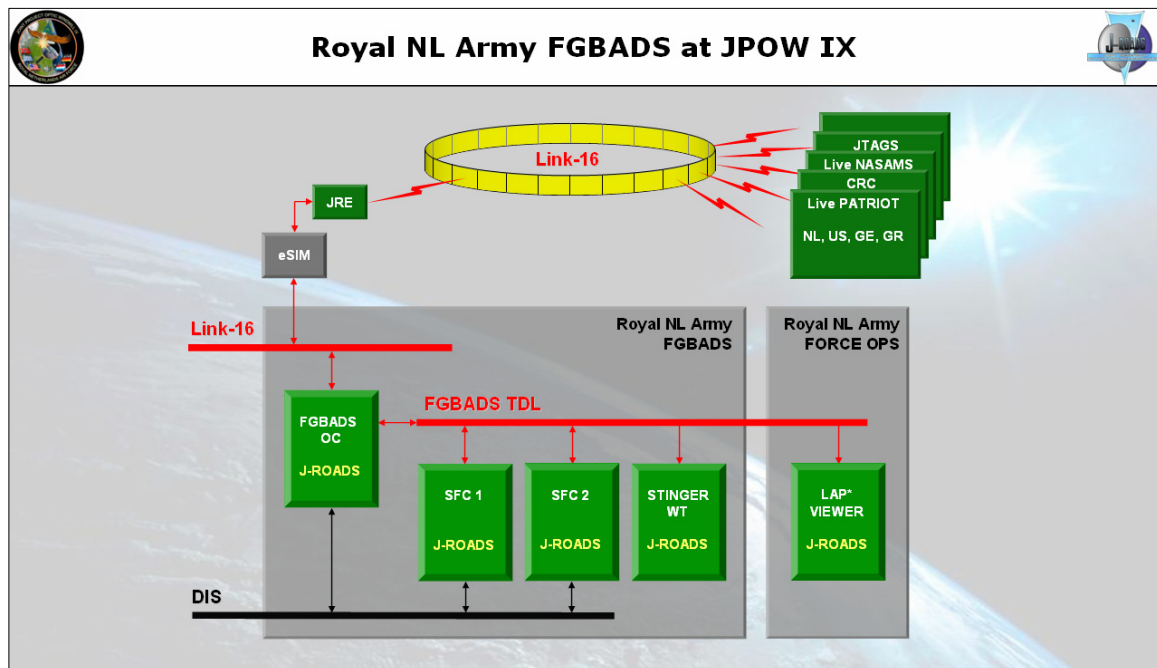 Royal NL Army FGBADS at JPOW IX
J-ROADS
Link-16
JTAGS
Live NASAMS
CRC
Live PATRIOT
NL, US, GE, GR
JRE
eSIM
Link-16
Royal NL Army
FGBADS
Royal NL Army
FORCE OPS
FGBADS TDL
FGBADS
OC
J-ROADS
SFC 1
J-ROADS
SFC 2
J-ROADS
STINGER
WT
J-ROADS
LAP*
VIEWER
J-ROADS
DIS